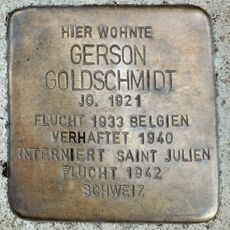 HIER WOHNTE
GERSON
GOLDSCHMIDT
JG. 1921
FLUCHT 1933 BELGIEN
VERHAFTET 1940
INTERNIERT SAINT JULIEN
FLUCHT 1942
SCHWEIZ